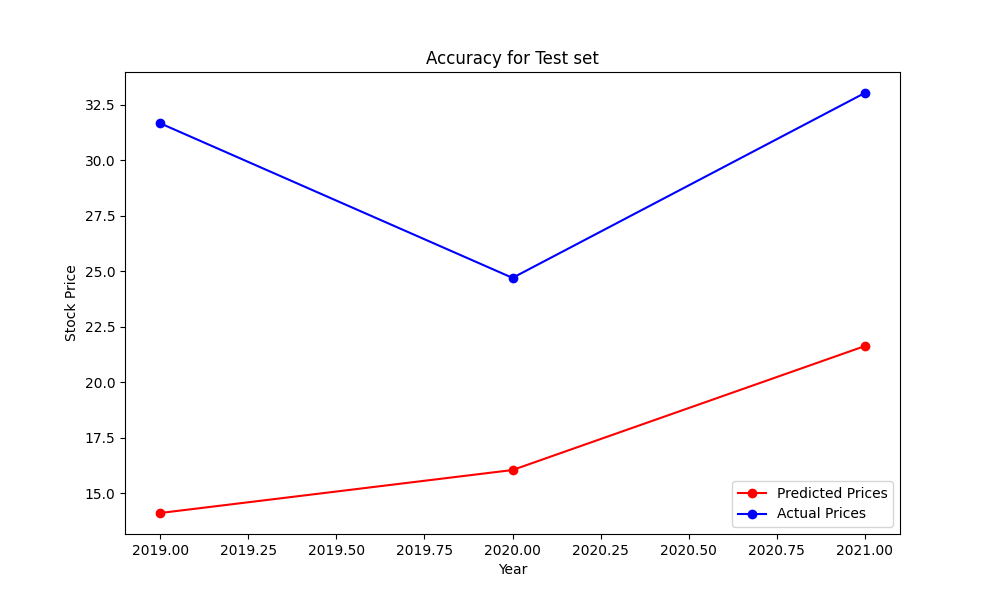 Accuracy for Test set
Stock Price
32.5
30.0
27.5
25.0
22.5
20.0
17.5
15.0
Predicted Prices
Actual Prices
2019.00 2019.25 2019.50 2019.75 2020.00 2020.25 2020.50 2020.75 2021.00
Year